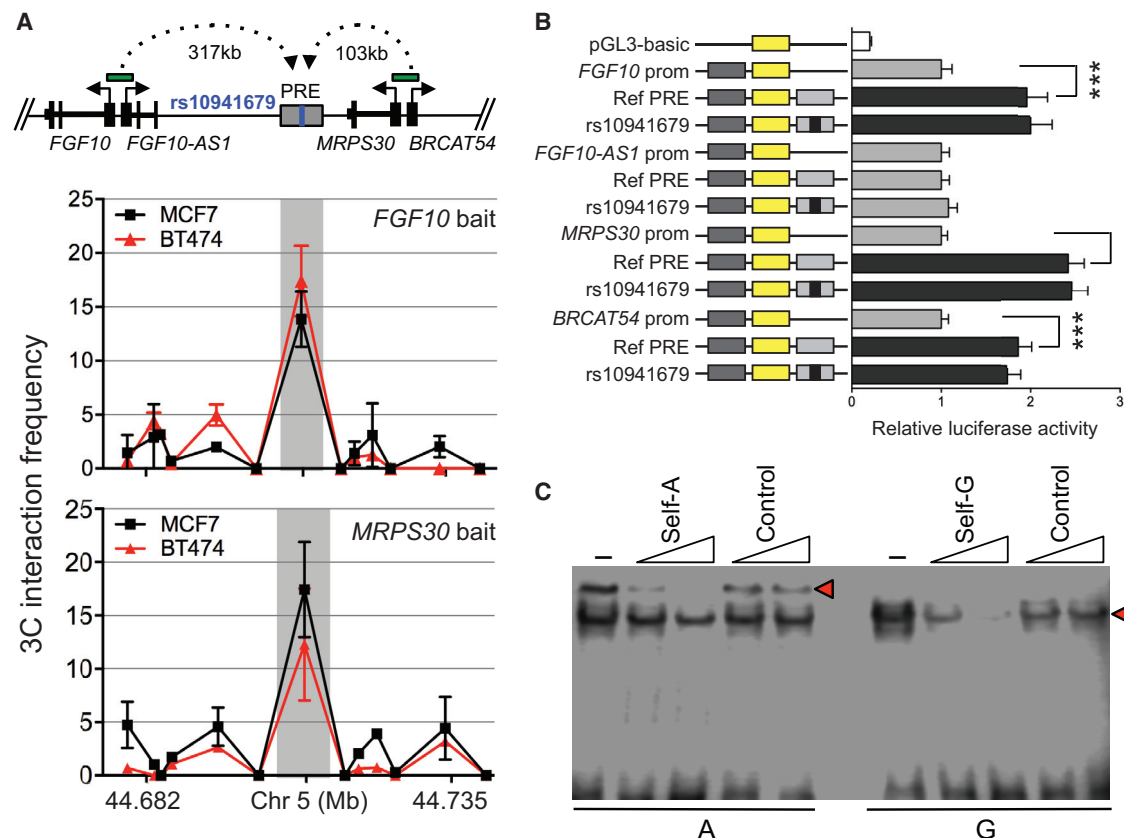 A
317kb
103kb
rs10941679
PRE
FGF10
FGF10-AS1
MRPS30
BRCAT54
3C interaction frequency
25
20
15
10
5
0
MCF7
BT474
FGF10 bait
25
20
15
10
5
0
MCF7
BT474
MRPS30 bait
44.682
Chr 5 (Mb)
44.735
B
pGL3-basic
FGF10 prom
Ref PRE
rs10941679
FGF10-AS1 prom
Ref PRE
rs10941679
MRPS30 prom
Ref PRE
rs10941679
BRCAT54 prom
Ref PRE
rs10941679
***
***
0 1 2 3
Relative luciferase activity
C
– Self-A Control – Self-G Control
A G